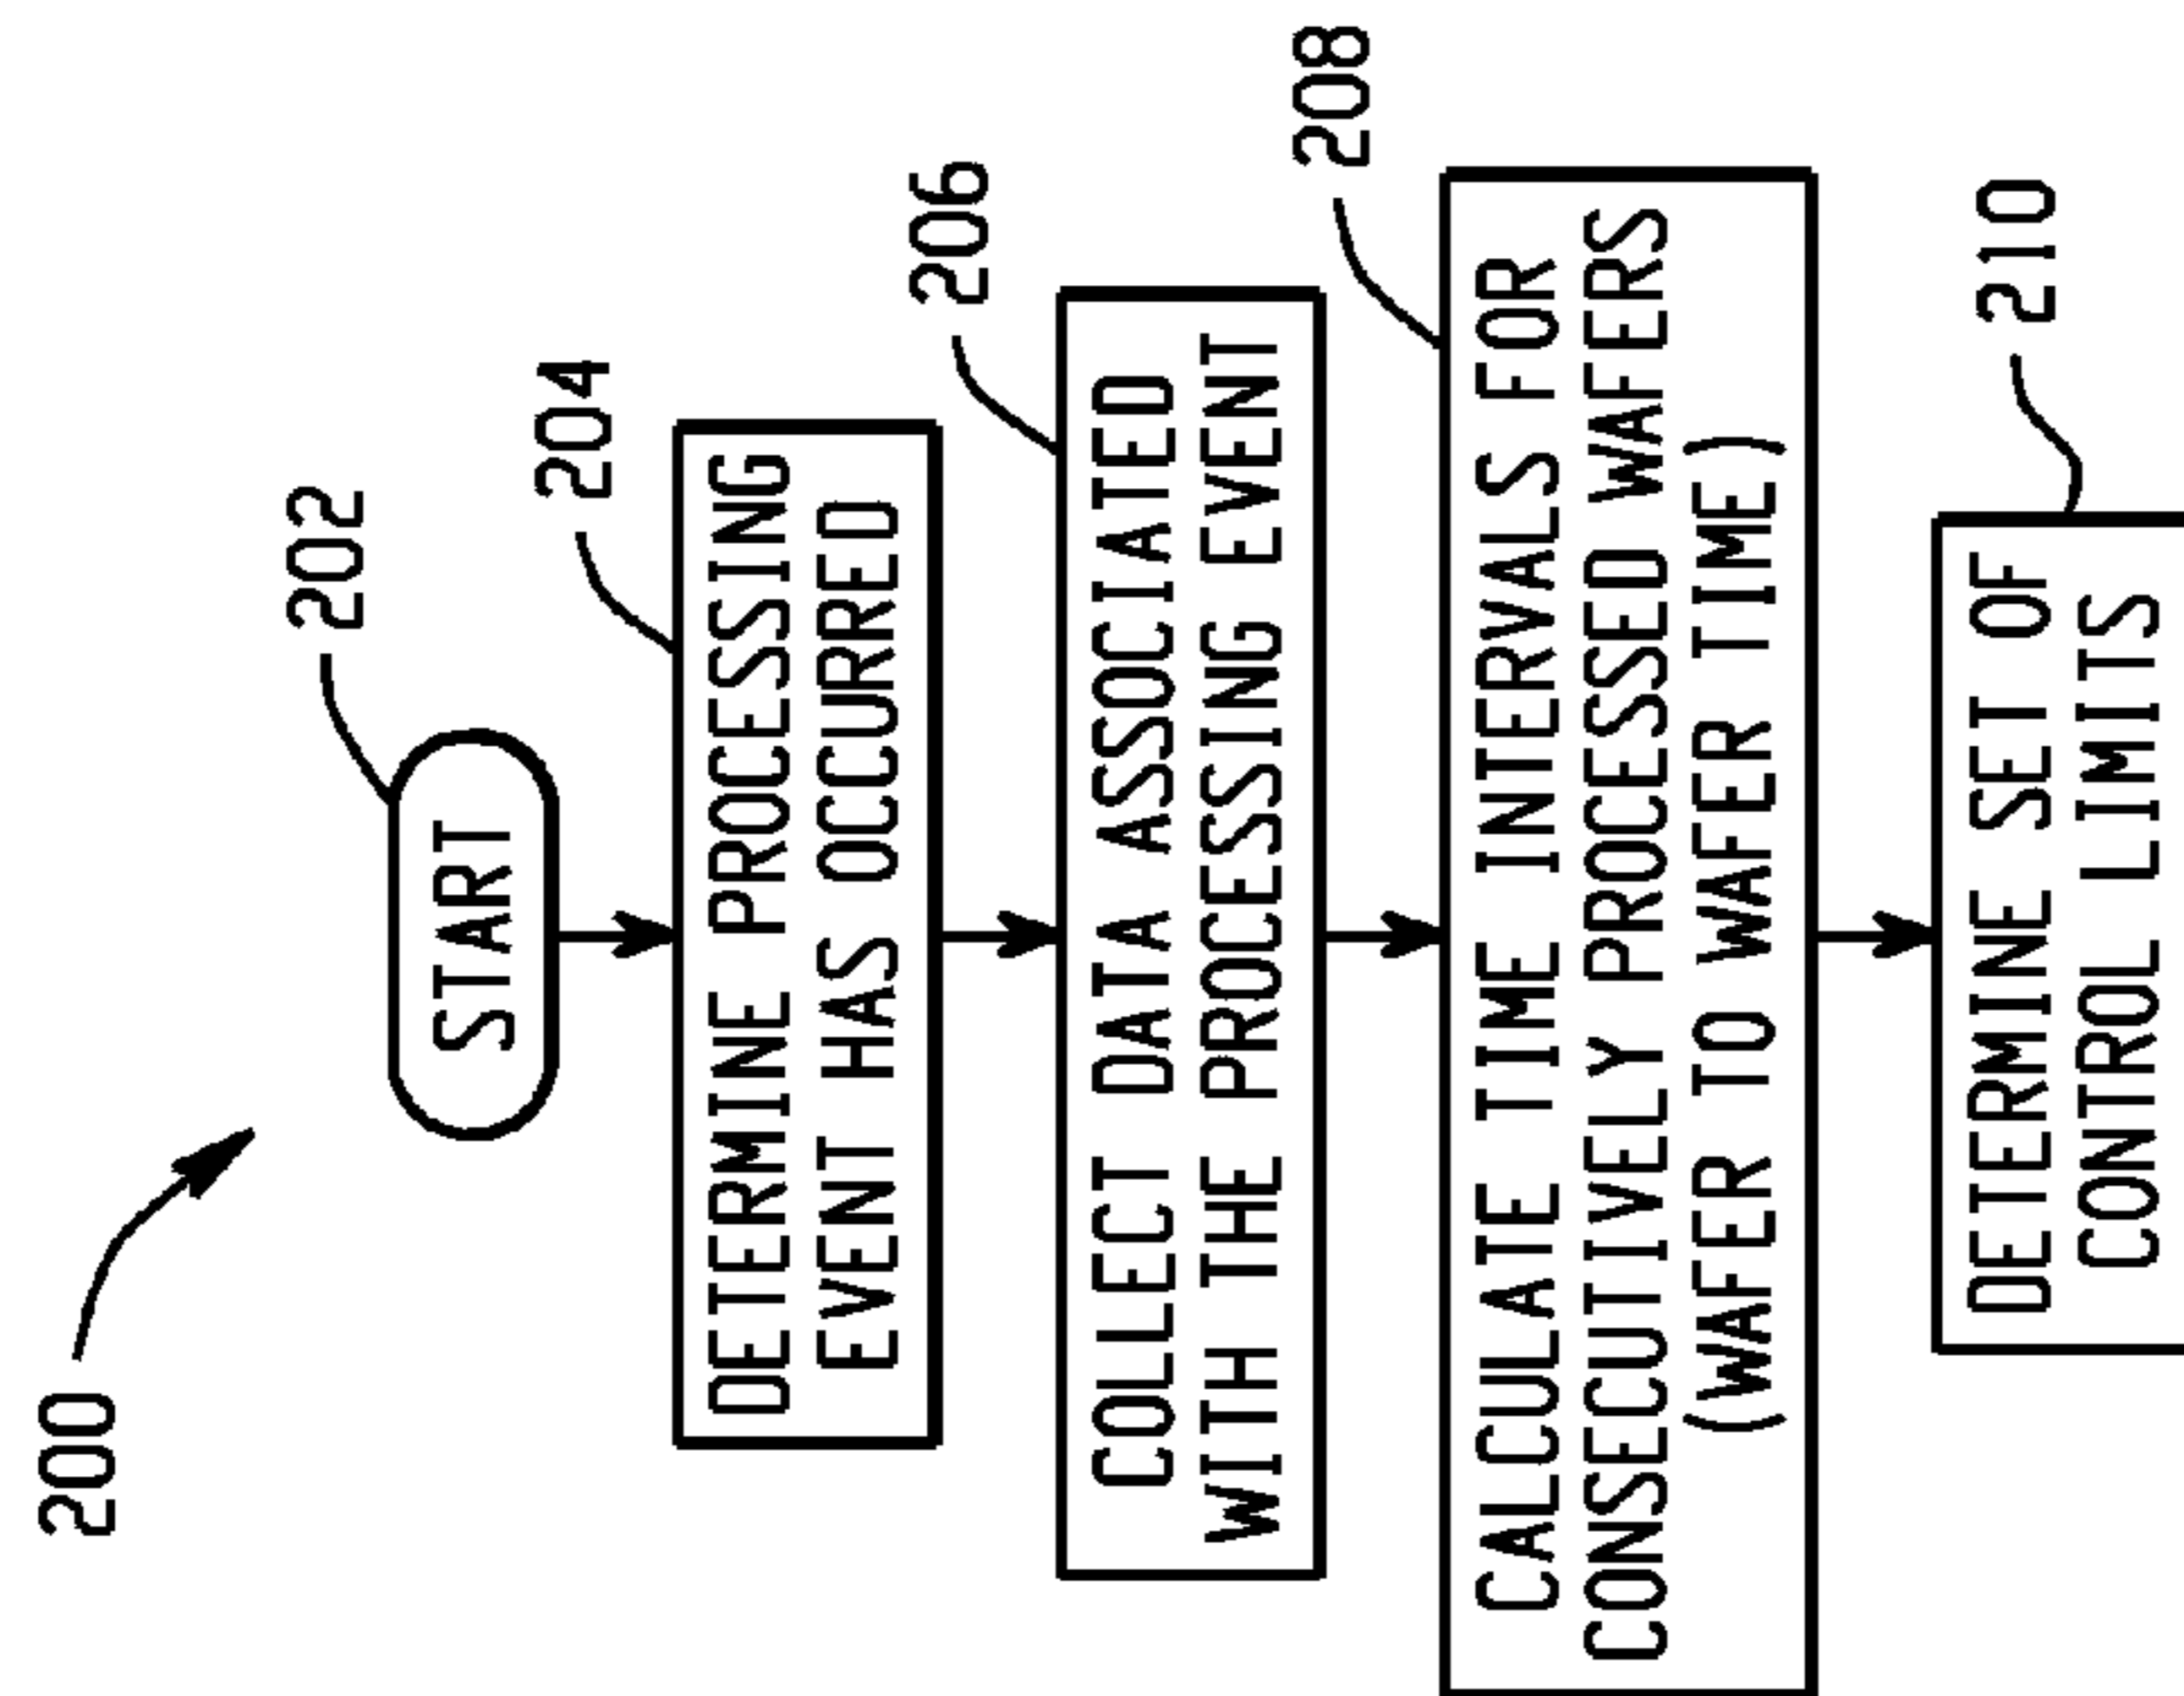 200
202
START
204
DETERMINE PROCESSING
EVENT HAS OCCURRED
206
COLLECT DATA ASSOCIATED
WITH THE PROCESSING EVENT
208
CALCULATE TIME INTERVALS FOR
CONSECUTIVELY PROCESSED WAFERS
(WAFER TO WAFER TIME)
210
DETERMINE SET OF
CONTROL LIMITS